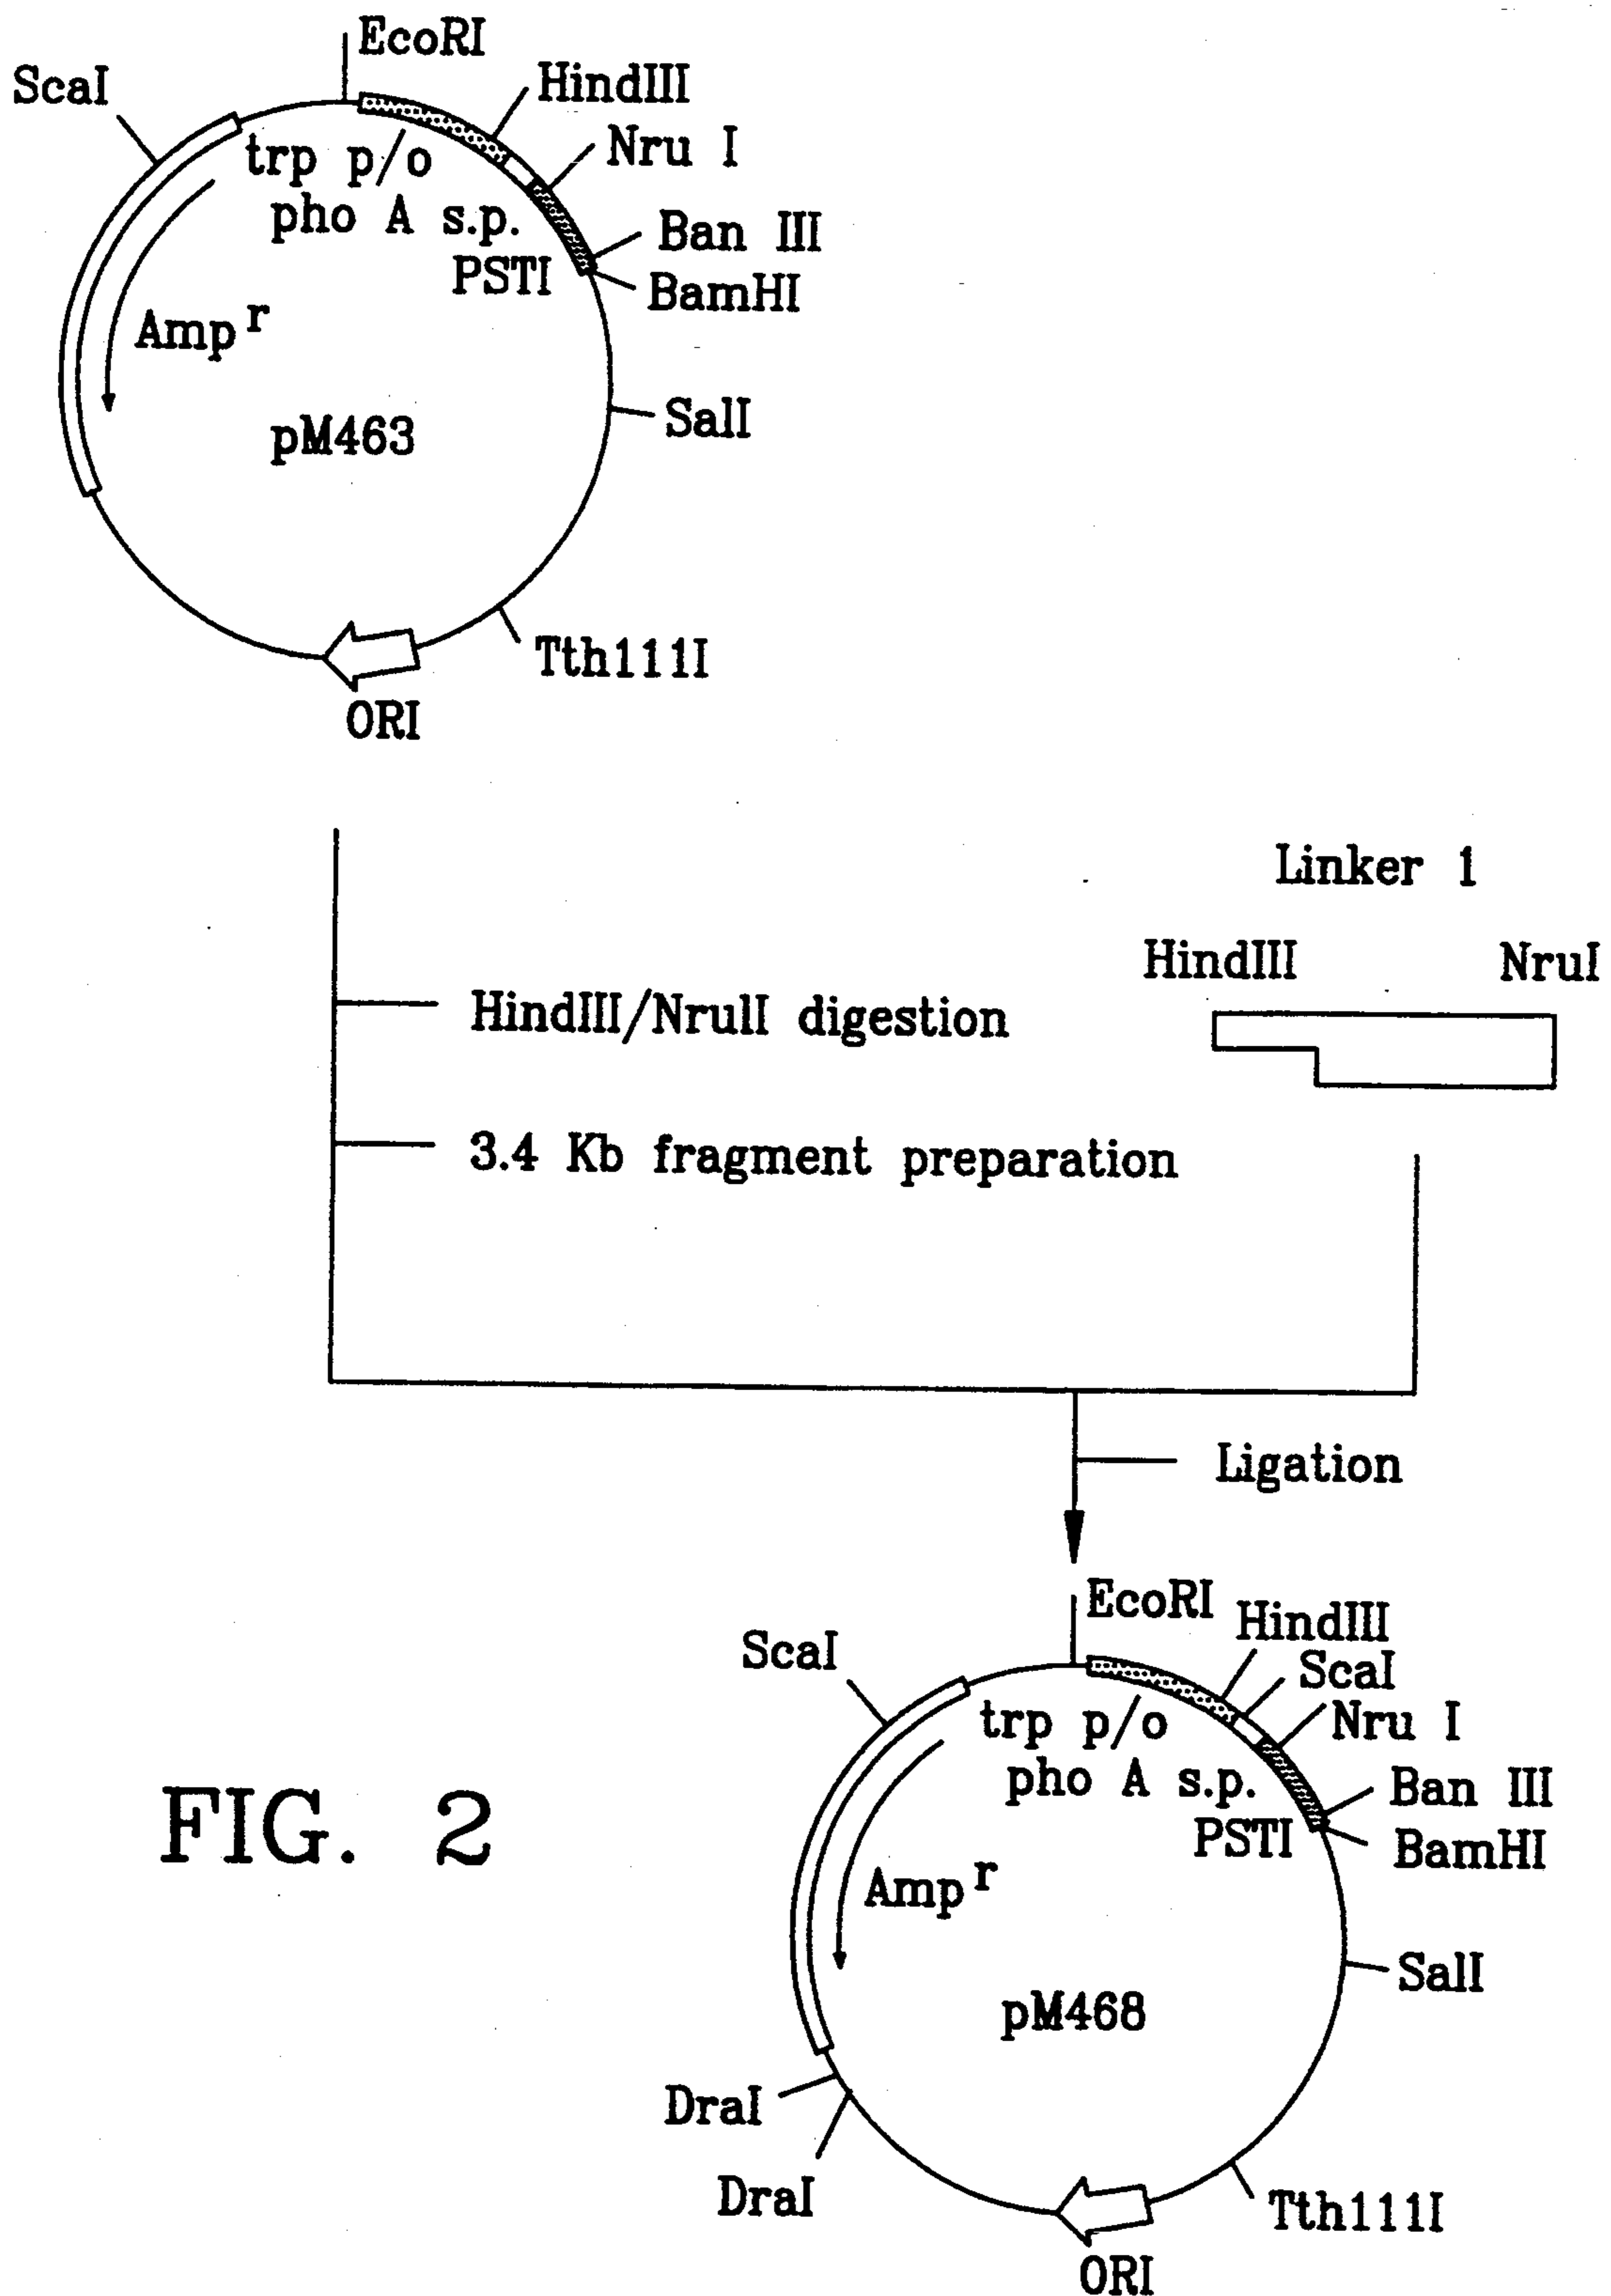 EcoRI
ScaI
HindIII
Nru I
trp p/o
pho A s.p.
Ban III
PSTI
BamHI
Amp r
SalI
pM463
Tth111I
ORI
Linker 1
HindIII NruI
HindIII/NruII digestion
3.4 Kb fragment preparation
Ligation
EcoRI
HindIII
ScaI
ScaI
Nru I
trp p/o
pho A s.p.
Ban III
PSTI
BamHI
FIG. 2
Amp r
SalI
pM468
DraI
DraI
Tth111I
ORI